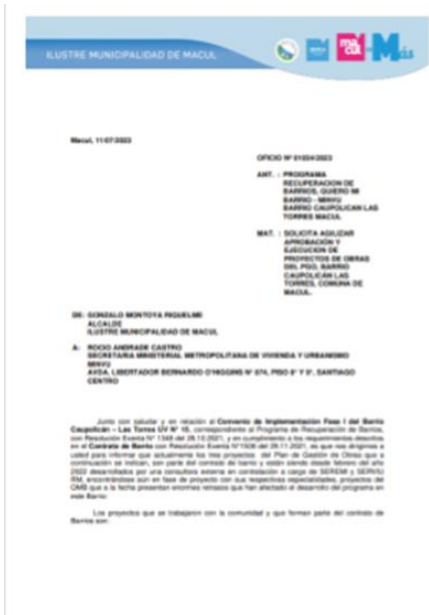 ILUSTRE MUNICIPALIDAD DE MACUL
macul
Más
Macul, 11/07/2023
OFICIO Nº 01034/2023
ANT. : PROGRAMA
RECUPERACION DE
BARRIOS, QUIERO MI
BARRIO - MINVU
BARRIO CAUPOLICAN LAS
TORRES MACUL.
MAT. : SOLICITA AGILIZAR
APROBACIÓN Y
EJECUCION DE
PROYECTOS DE OBRAS
DEL PGO, BARRIO
CAUPOLICÁN LAS
TORRES, COMUNA DE
MACUL.
DE: GONZALO MONTOYA RIQUELME
ALCALDE
ILUSTRE MUNICIPALIDAD DE MACUL
A: ROCIO ANDRADE CASTRO
SECRETARIA MINISTERIAL METROPOLITANA DE VIVIENDA Y URBANISMO
MINVU
AVDA. LIBERTADOR BERNARDO O'HIGGINS Nº 874, PISO 8° Y 9°, SANTIAGO
CENTRO
Junto con saludar y en relación al Convenio de Implementación Fase I del Barrio
Caupolicán – Las Torres UV Nº 15, correspondiente al Programa de Recuperación de Barrios,
con Resolución Exenta Nº 1348 del 28.10.2021, y en cumplimiento a los requerimientos descritos
en el Contrato de Barrio con Resolución Exenta Nº1506 del 29.11.2021, es que nos dirigimos a
usted para informar que actualmente los tres proyectos del Plan de Gestión de Obras que a
continuación se indican, son parte del contrato de barrio y están siendo desde febrero del año
2022 desarrollados por una consultora externa en contratación a cargo de SEREMI y SERVIU
RM, encontrándose aún en fase de proyecto con sus respectivas especialidades, proyectos del
que a la fecha presentan enormes retrasos que han afectado el desarrollo del programa en
este Barrio:
Los proyectos que se trabajaron con la comunidad y que forman parte del contrato de
Barrios son: